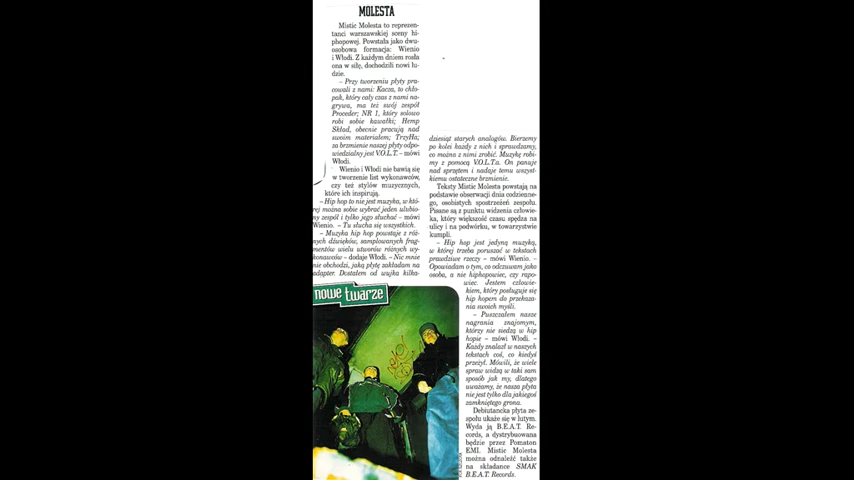 MOLESTA
Mistic Molesta to reprezen-
tanci warszawskiej sceny hi-
phopowej. Powstała jako dwu-
osobowa formacja: Wienio
i Włodi. Z każdym dniem rosła
ona w siłę, dochodzili nowi lu-
dzie.
– Przy tworzeniu płyty pra-
cowali z nami: Kacza, to chło-
pak, który cały czas z nami na-
grywa, ma też swój zespół
Proceder; NR 1, który solowo
robi sobie kawałki; Hemp
Skład, obecnie pracują nad
swoim materiałem; TrzyHa;
za brzmienie naszej płyty odpo-
wiedzialny jest V.O.L.T. – mówi
Włodi.
Wienio i Włodi nie bawią się
w tworzenie list wykonawców,
czy też stylów muzycznych,
które ich inspirują.
– Hip hop to nie jest muzyka, w któ-
rej można sobie wybrać jeden ulubio-
ny zespół i tylko jego słuchać – mówi
Wienio. – Tu słucha się wszystkich.
– Muzyka hip hop powstaje z róż-
nych dźwięków, samplowanych frag-
mentów wielu utworów różnych wy-
konawców – dodaje Włodi. – Nic mnie
nie obchodzi, jaką płytę zakładam na
adapter. Dostałem od wujka kilka-
dziesiąt starych analogów. Bierzemy
po kolei każdy z nich i sprawdzamy,
co można z nimi zrobić. Muzykę robi-
my z pomocą V.O.L.T.a. On panuje
nad sprzętem i nadaje temu wszyst-
kiemu ostateczne brzmienie.
Teksty Mistic Molesta powstają na
podstawie obserwacji dnia codzienne-
go, osobistych spostrzeżeń zespołu.
Pisane są z punktu widzenia człowie-
ka, który większość czasu spędza na
ulicy i na podwórku, w towarzystwie
kumpli.
– Hip hop jest jedyną muzyką,
w której trzeba poruszać w tekstach
prawdziwe rzeczy – mówi Wienio. –
Opowiadam o tym, co odczuwam jako
osoba, a nie hiphopowiec, czy rapo-
wiec. Jestem człowie-
kiem, który posługuje się
hip hopem do przekaza-
nia swoich myśli.
– Puszczałem nasze
nagrania znajomym,
którzy nie siedzą w hip
hopie – mówi Włodi. –
Każdy znalazł w naszych
tekstach coś, co kiedyś
przeżył. Mówili, że wiele
spraw widzą w taki sam
sposób jak my, dlatego
uważamy, że nasza płyta
nie jest tylko dla jakiegoś
zamkniętego grona.
Debiutancka płyta ze-
społu ukaże się w lutym.
Wyda ją B.E.A.T. Re-
cords, a dystrybuowana
będzie przez Pomaton
EMI. Mistic Molesta
można odnaleźć także
na składance SMAK
B.E.A.T. Records.
nowe twarze